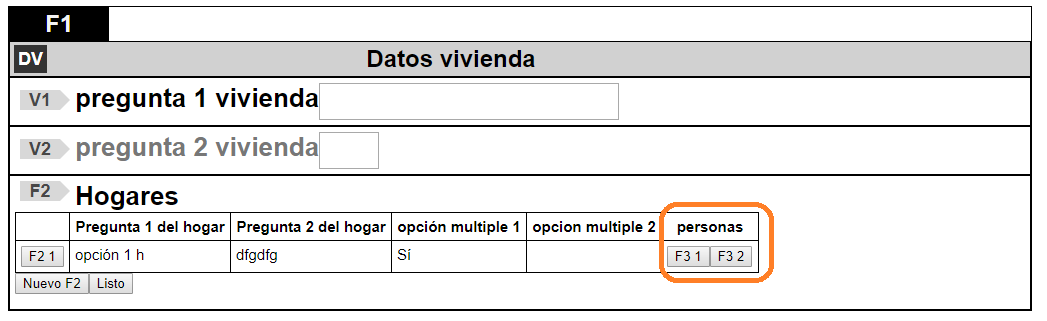 F1
DV Datos vivienda
V1 pregunta 1 vivienda
V2 pregunta 2 vivienda
F2 Hogares
Pregunta 1 del hogar Pregunta 2 del hogar opción multiple 1 opcion multiple 2 personas
F2 1 opción 1 h dfgdfg Sí F3 1 F3 2
Nuevo F2 Listo